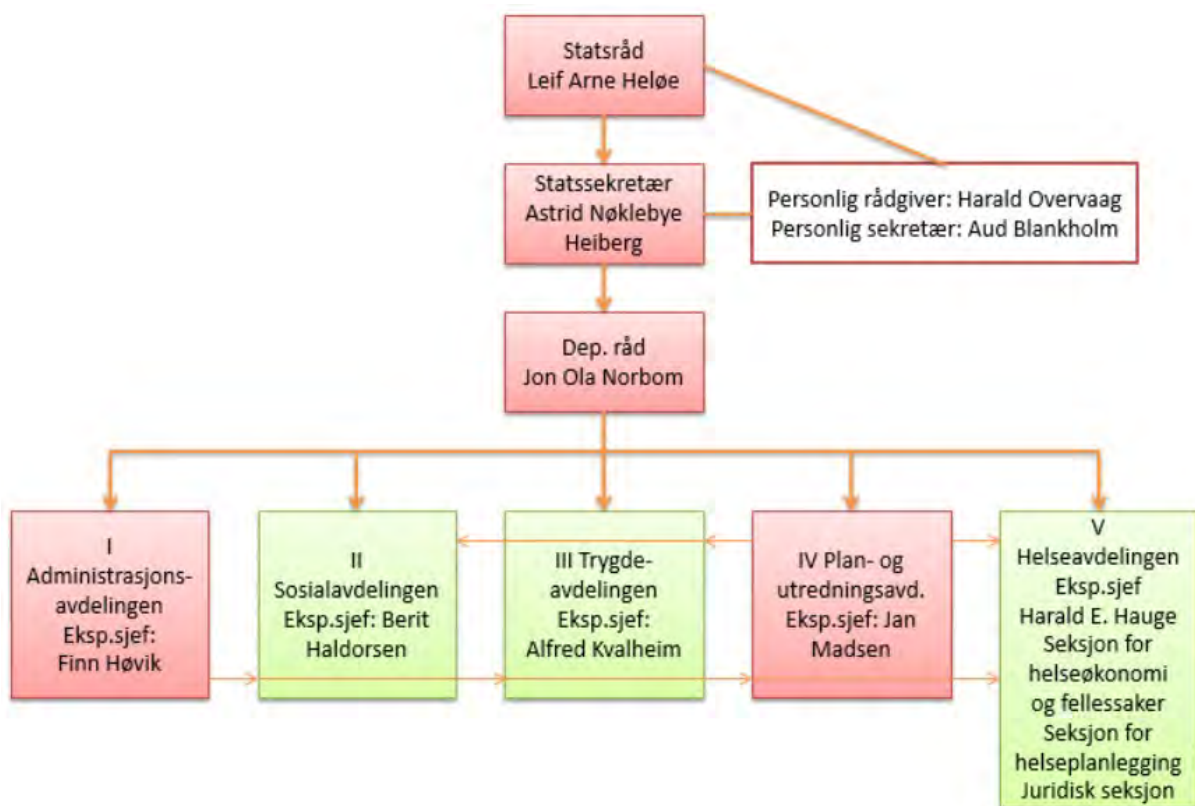 Statsråd
Leif Arne Heløe
Statssekretær
Astrid Nøklebye
Heiberg
Personlig rådgiver: Harald Overvaag
Personlig sekretær: Aud Blankholm
Dep. råd
Jon Ola Norbom
I
Administrasjons-
avdelingen
Eksp.sjef:
Finn Høvik
II
Sosialavdelingen
Eksp.sjef: Berit
Haldorsen
III Trygde-
avdelingen
Eksp.sjef:
Alfred Kvalheim
IV Plan- og
utredningsavd.
Eksp.sjef: Jan
Madsen
V
Helseavdelingen
Eksp.sjef
Harald E. Hauge
Seksjon for
helseøkonomi
og fellessaker
Seksjon for
helseplanlegging
Juridisk seksjon